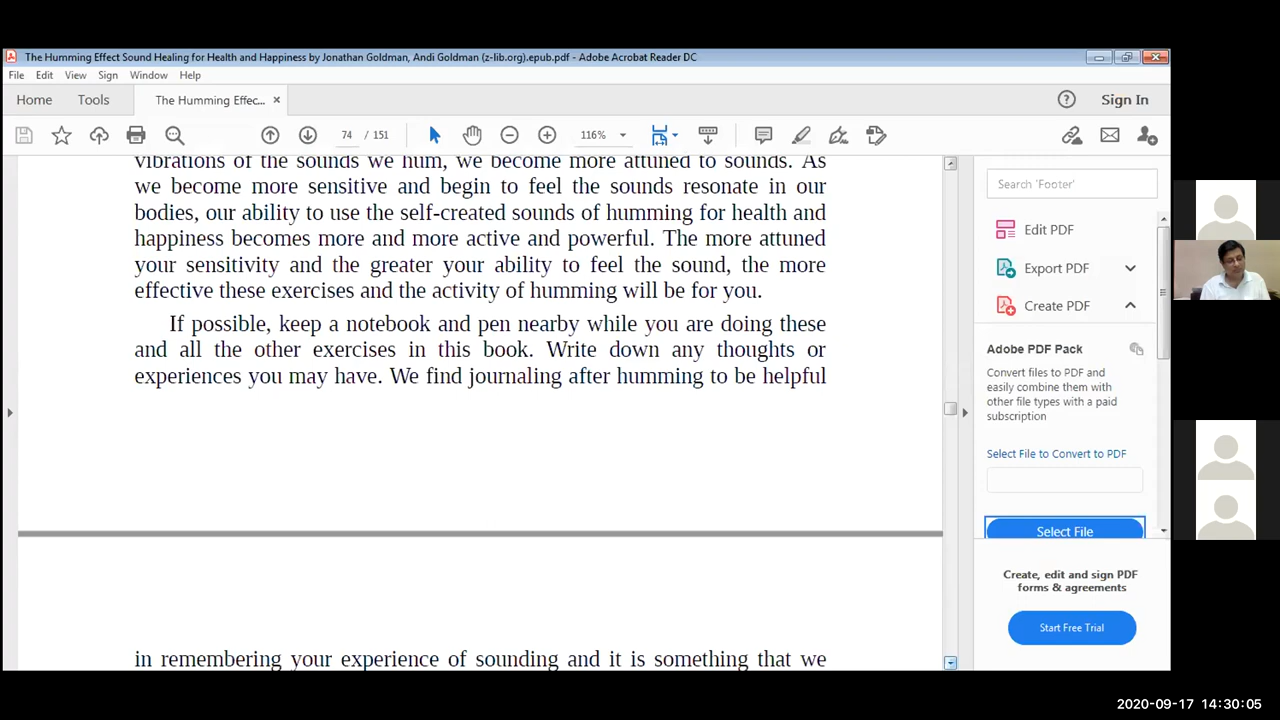 The Humming Effect Sound Healing for Health and Happiness by Jonathan Goldman, Andi Goldman (z-lib.org).epub.pdf - Adobe Acrobat Reader DC
File Edit View Sign Window Help
Home Tools The Humming Effec... × Sign In
74 / 151 116%
vibrations of the sounds we hum, we become more attuned to sounds. As
we become more sensitive and begin to feel the sounds resonate in our
bodies, our ability to use the self-created sounds of humming for health and
happiness becomes more and more active and powerful. The more attuned
your sensitivity and the greater your ability to feel the sound, the more
effective these exercises and the activity of humming will be for you.
If possible, keep a notebook and pen nearby while you are doing these
and all the other exercises in this book. Write down any thoughts or
experiences you may have. We find journaling after humming to be helpful
in remembering your experience of sounding and it is something that we
Search 'Footer'
Edit PDF
Export PDF
Create PDF
Adobe PDF Pack
Convert files to PDF and
easily combine them with
other file types with a paid
subscription
Select File to Convert to PDF
Select File
Create, edit and sign PDF
forms & agreements
Start Free Trial
2020-09-17 14:30:05